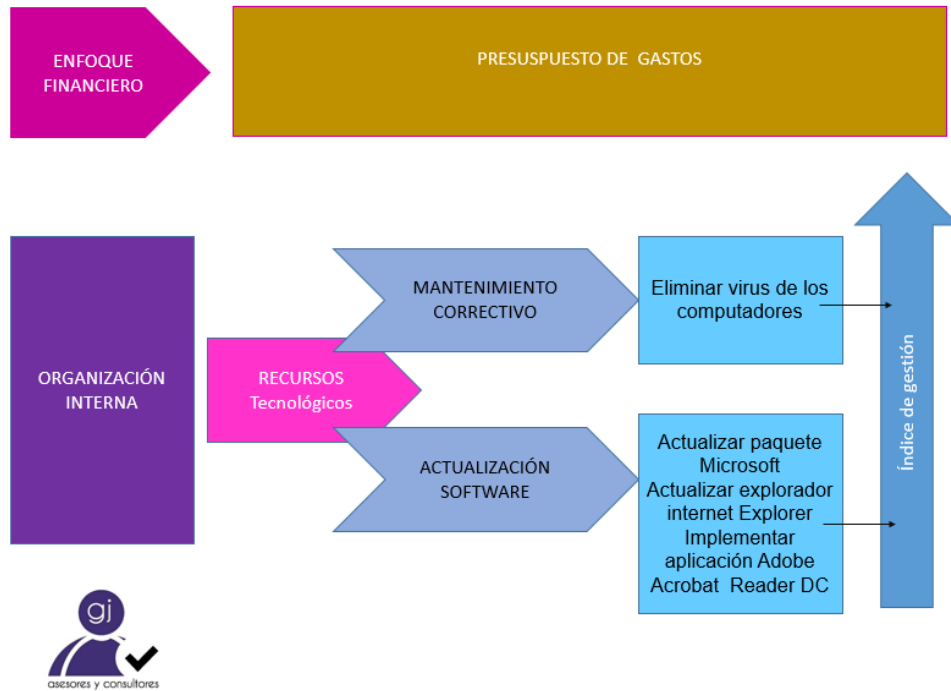 ENFOQUE
FINANCIERO
PRESUSPUESTO DE GASTOS
ORGANIZACIÓN
INTERNA
RECURSOS
Tecnológicos
MANTENIMIENTO
CORRECTIVO
Eliminar virus de los
computadores
ACTUALIZACIÓN
SOFTWARE
Actualizar paquete
Microsoft
Actualizar explorador
internet Explorer
Implementar
aplicación Adobe
Acrobat Reader DC
Índice de gestión
gj
asesores y consultores